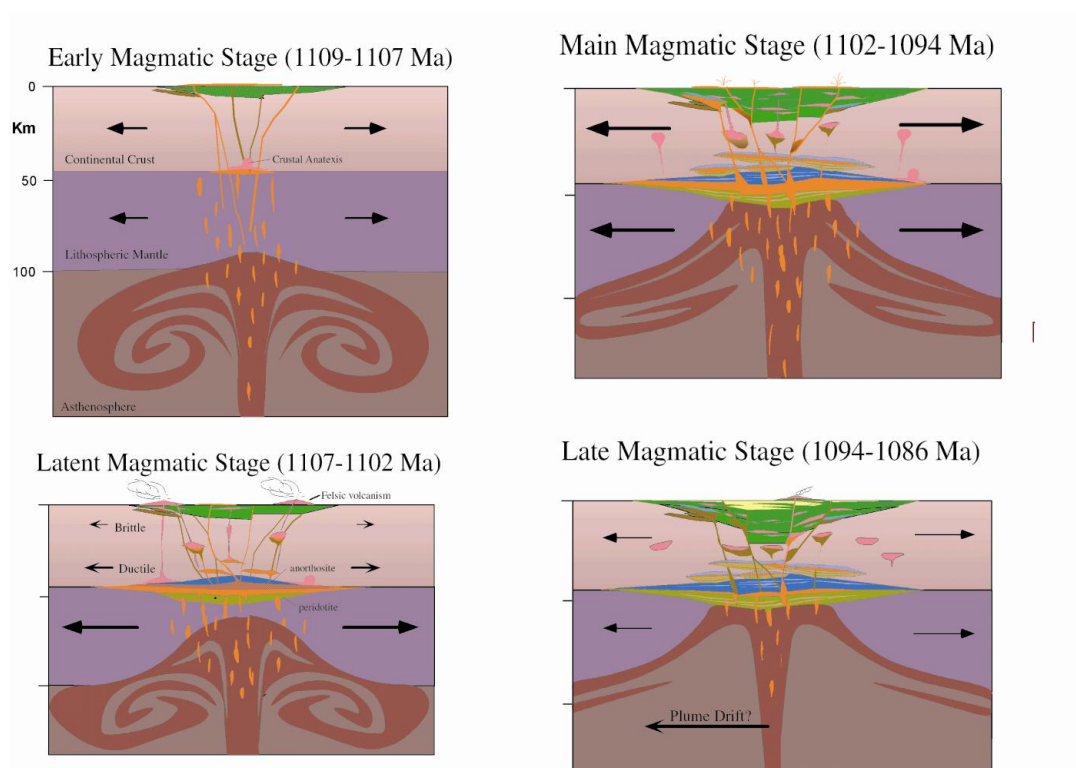 Early Magmatic Stage (1109-1107 Ma)
0
Km
Continental Crust
Crustal Anatexis
50
Lithospheric Mantle
100
Asthenosphere
Main Magmatic Stage (1102-1094 Ma)
Latent Magmatic Stage (1107-1102 Ma)
Felsic volcanism
Brittle
Ductile
anorthosite
peridotite
Late Magmatic Stage (1094-1086 Ma)
Plume Drift?